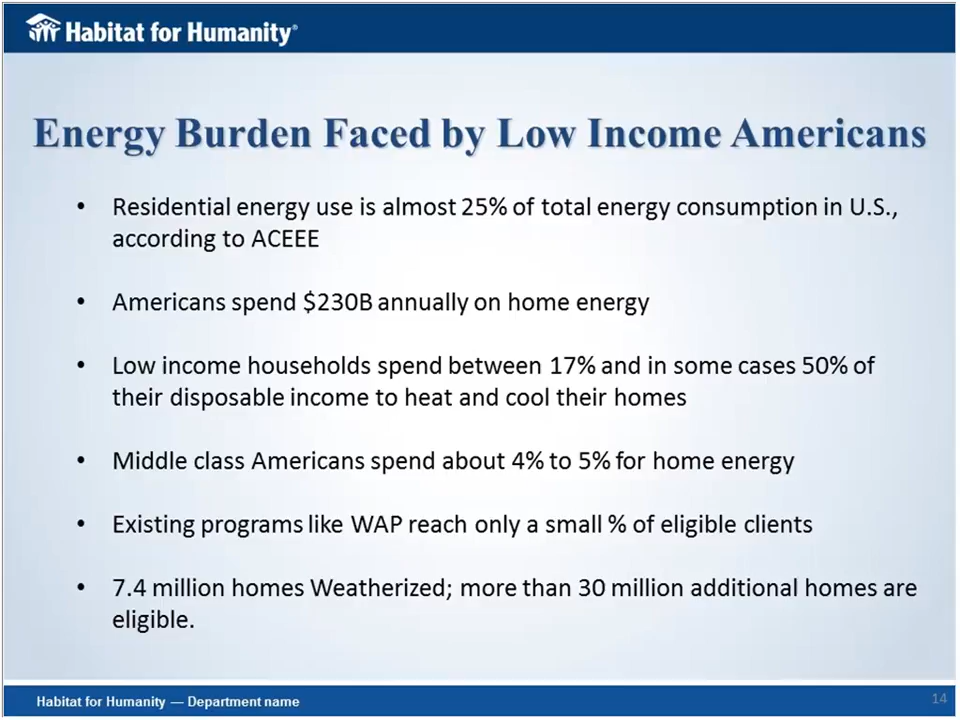 Habitat for Humanity®
Energy Burden Faced by Low Income Americans
• Residential energy use is almost 25% of total energy consumption in U.S.,
according to ACEEE
• Americans spend $230B annually on home energy
• Low income households spend between 17% and in some cases 50% of
their disposable income to heat and cool their homes
• Middle class Americans spend about 4% to 5% for home energy
• Existing programs like WAP reach only a small % of eligible clients
• 7.4 million homes Weatherized; more than 30 million additional homes are
eligible.
Habitat for Humanity — Department name
14